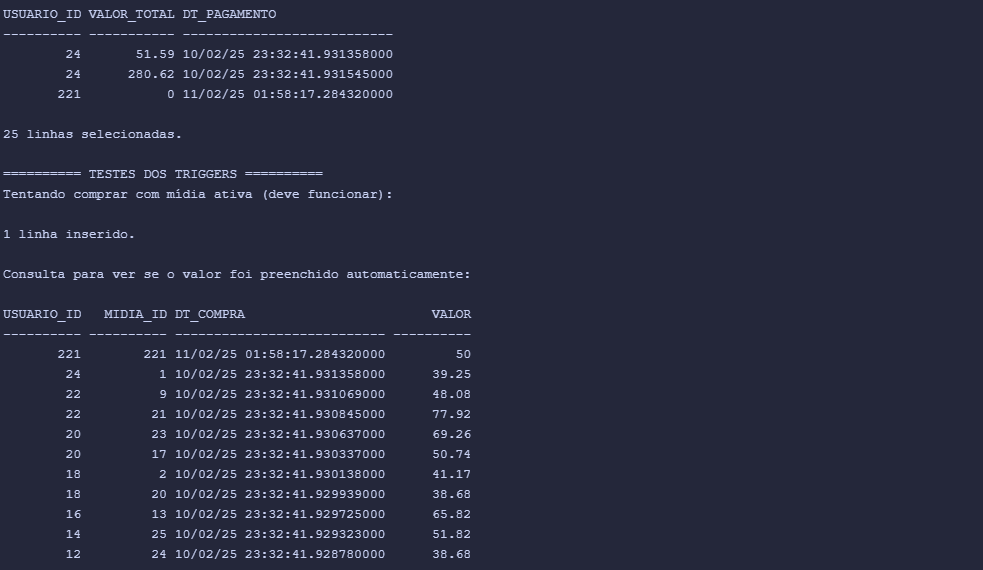 USUARIO_ID VALOR_TOTAL DT_PAGAMENTO
---------- ----------- ---------------------------
        24       51.59 10/02/25 23:32:41.931358000
        24      280.62 10/02/25 23:32:41.931545000
       221           0 11/02/25 01:58:17.284320000
25 linhas selecionadas.
========== TESTES DOS TRIGGERS ==========
Tentando comprar com mídia ativa (deve funcionar):
1 linha inserido.
Consulta para ver se o valor foi preenchido automaticamente:
USUARIO_ID   MIDIA_ID DT_COMPRA                        VALOR
---------- ---------- --------------------------- ----------
       221        221 11/02/25 01:58:17.284320000         50
        24          1 10/02/25 23:32:41.931358000      39.25
        22          9 10/02/25 23:32:41.931069000      48.08
        22         21 10/02/25 23:32:41.930845000      77.92
        20         23 10/02/25 23:32:41.930637000      69.26
        20         17 10/02/25 23:32:41.930337000      50.74
        18          2 10/02/25 23:32:41.930138000      41.17
        18         20 10/02/25 23:32:41.929939000      38.68
        16         13 10/02/25 23:32:41.929725000      65.82
        14         25 10/02/25 23:32:41.929323000      51.82
        12         24 10/02/25 23:32:41.928780000      38.68